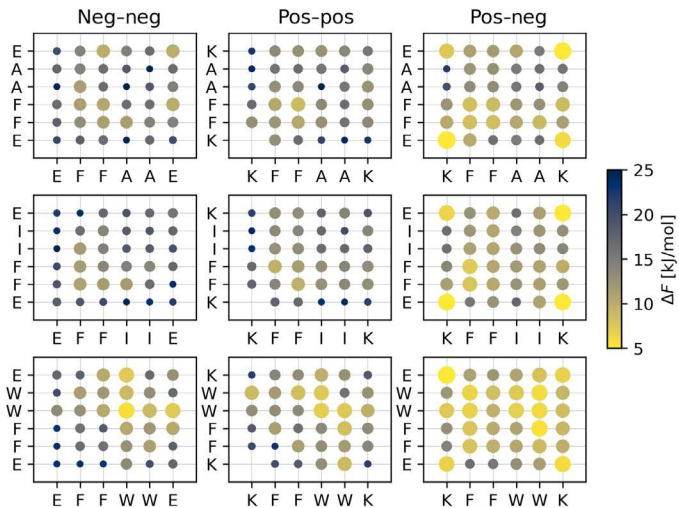 Neg-neg Pos-pos Pos-neg
E K E
A A A
A A A
F F F
F F F
E K E
E F F A A E K F F A A K K F F A A K
25
20
15
10
5
ΔF [kJ/mol]
E K E
I I I
I I I
F F F
F F F
E K E
E F F I I E K F F I I K K F F I I K
E K E
W W W
W W W
F F F
F F F
E K E
E F F W W E K F F W W K K F F W W K